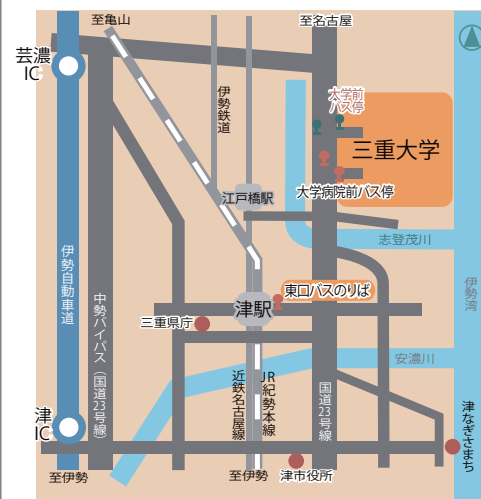 至亀山
至名古屋
芸濃
IC
伊勢鉄道
大学前
バス停
三重大学
大学病院前バス停
江戸橋駅
志登茂川
伊勢自動車道
中勢バイパス（国道23号線）
東口バスのりば
津駅
三重県庁
伊勢湾
安濃川
近鉄名古屋線
JR紀勢本線
国道23号線
津なぎさまち
津
IC
至伊勢
至伊勢
津市役所